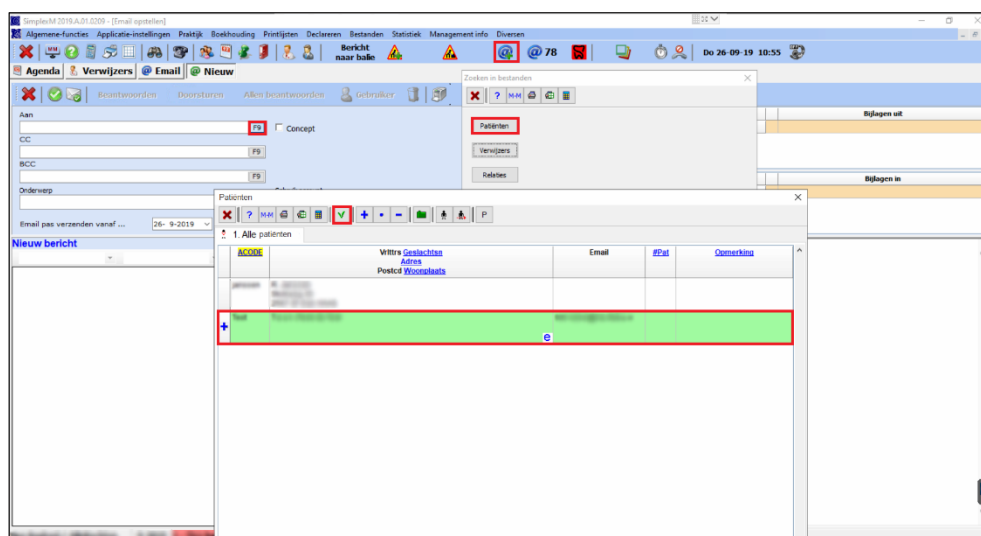 Simplex-M 2019.A.01.0209 - [Email opstellen]
Algemene-functies Applicatie-instellingen Praktijk Boekhouding Printlijsten Declareren Bestanden Statistiek Management info Diversen
Bericht naar balie
@ 78
Do 26-09-19 10:55
Agenda Verwijzers @ Email @ Nieuw
Beantwoorden Doorsturen Allen beantwoorden Gebruiker
Zoeken in bestanden
? M-M
Aan
F9 Concept
CC
F9
BCC
F9
Onderwerp
Email pas verzenden vanaf ... 26- 9-2019
Nieuw bericht
Patiënten
Verwijzers
Relaties
Bijlagen uit
Bijlagen in
Patiënten
? M-M P
1. Alle patiënten
ACODE Vrittrs Geslachtsn Email #Pat Opmerking
Adres
Postcd Woonplaats
Test
e